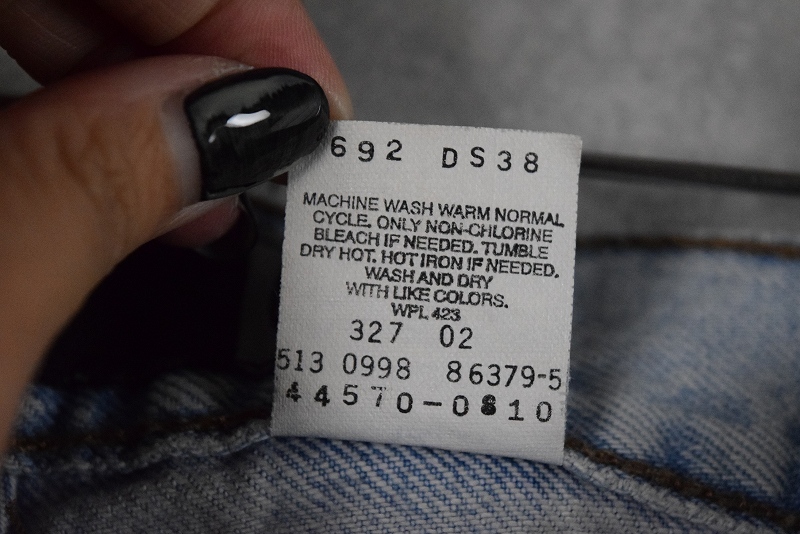 692 DS38
MACHINE WASH WARM NORMAL
CYCLE. ONLY NON-CHLORINE
BLEACH IF NEEDED. TUMBLE
DRY HOT. HOT IRON IF NEEDED.
WASH AND DRY
WITH LIKE COLORS.
WPL 423
327 02
513 0998 86379-5
44570-0810